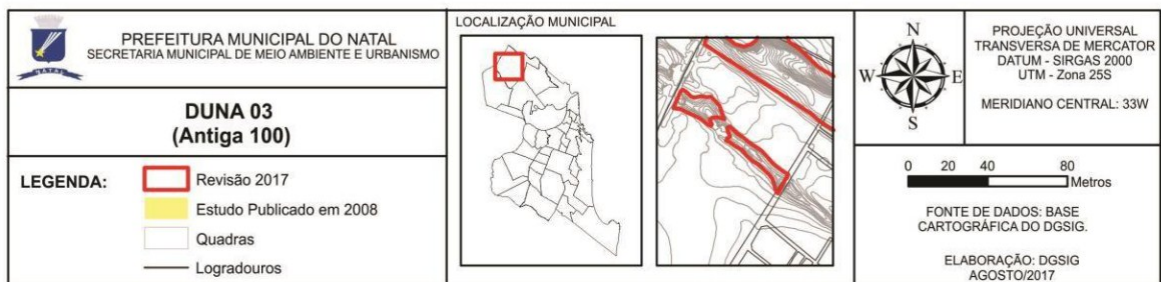 NATAL
PREFEITURA MUNICIPAL DO NATAL
SECRETARIA MUNICIPAL DE MEIO AMBIENTE E URBANISMO
DUNA 03
(Antiga 100)
LEGENDA:
Revisão 2017
Estudo Publicado em 2008
Quadras
Logradouros
LOCALIZAÇÃO MUNICIPAL
N
W E
S
PROJEÇÃO UNIVERSAL
TRANSVERSA DE MERCATOR
DATUM - SIRGAS 2000
UTM - Zona 25S
MERIDIANO CENTRAL: 33W
0 20 40 80
Metros
FONTE DE DADOS: BASE
CARTOGRÁFICA DO DGSIG.
ELABORAÇÃO: DGSIG
AGOSTO/2017